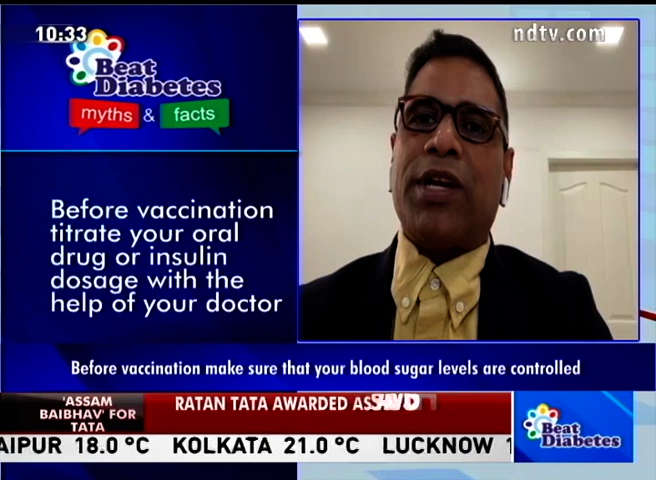 10:33
ndtv.com
Beat
Diabetes
myths & facts
Before vaccination
titrate your oral
drug or insulin
dosage with the
help of your doctor
Before vaccination make sure that your blood sugar levels are controlled
'ASSAM
BAIBHAV' FOR
TATA
RATAN TATA AWARDED
AIPUR 18.0 °C KOLKATA 21.0 °C LUCKNOW 1
Beat
Diabetes